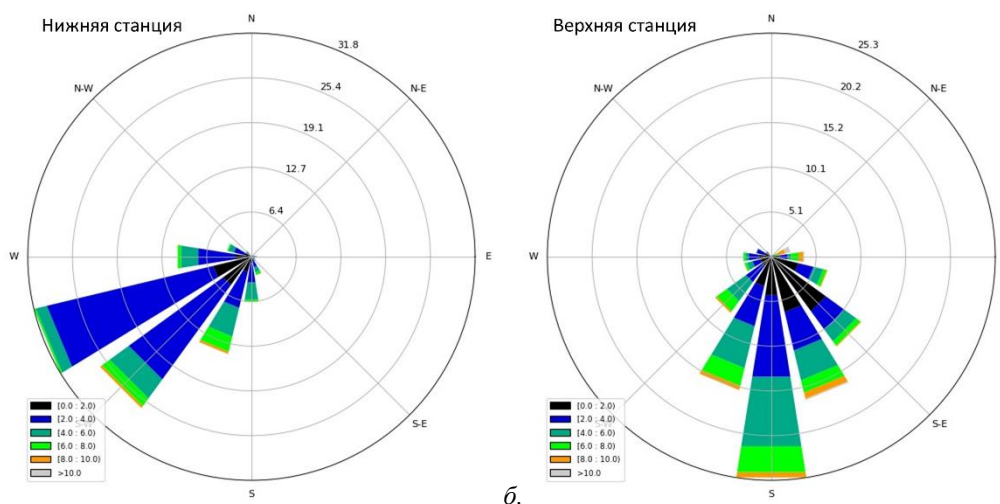 Нижняя станция
N
31.8
25.4
19.1
12.7
6.4
N-W
N-E
W
E
S-W
S-E
S
[0.0 : 2.0)
[2.0 : 4.0)
[4.0 : 6.0)
[6.0 : 8.0)
[8.0 : 10.0)
>10.0
Верхняя станция
N
25.3
20.2
15.2
10.1
5.1
N-W
N-E
W
E
S-W
S-E
S
[0.0 : 2.0)
[2.0 : 4.0)
[4.0 : 6.0)
[6.0 : 8.0)
[8.0 : 10.0)
>10.0
б.